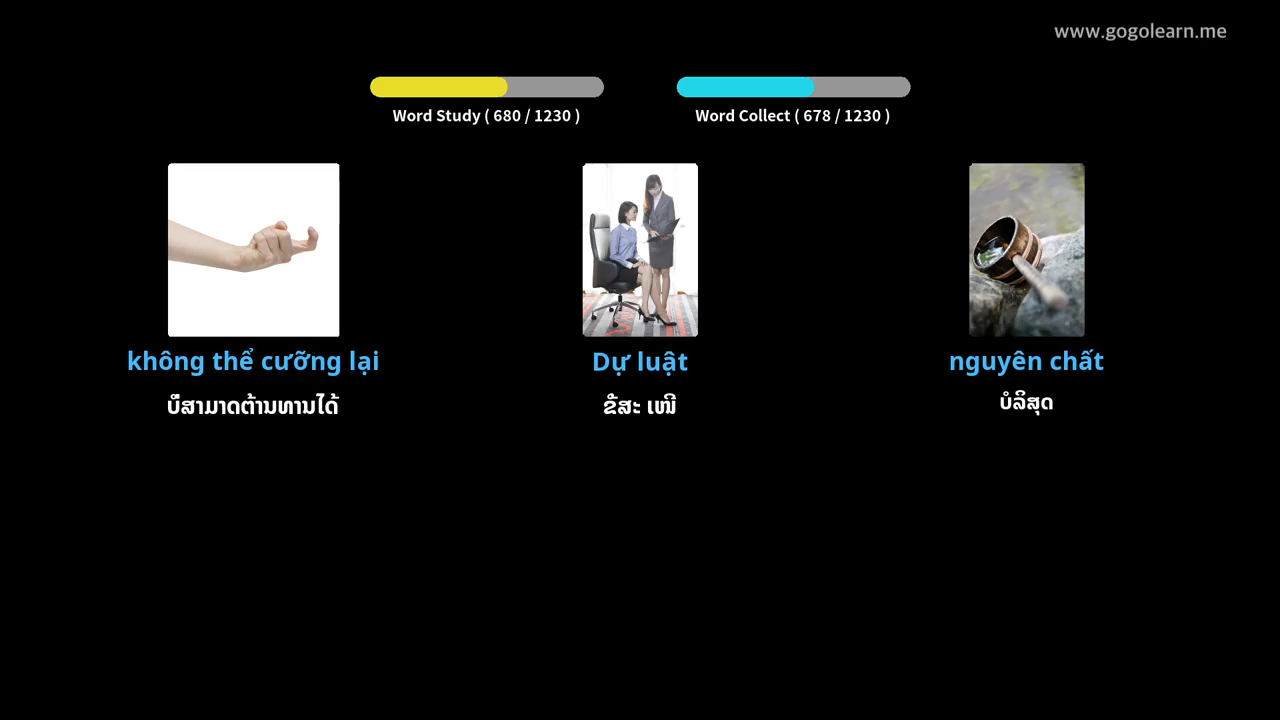 www.gogolearn.me
Word Study ( 680 / 1230 )
Word Collect ( 678 / 1230 )
không thể cưỡng lại
Dự luật
nguyên chất
ບໍ່ສາມາດຕ້ານທານໄດ້
ຂໍ້ສະ ເໜີ
ບໍລິສຸດ